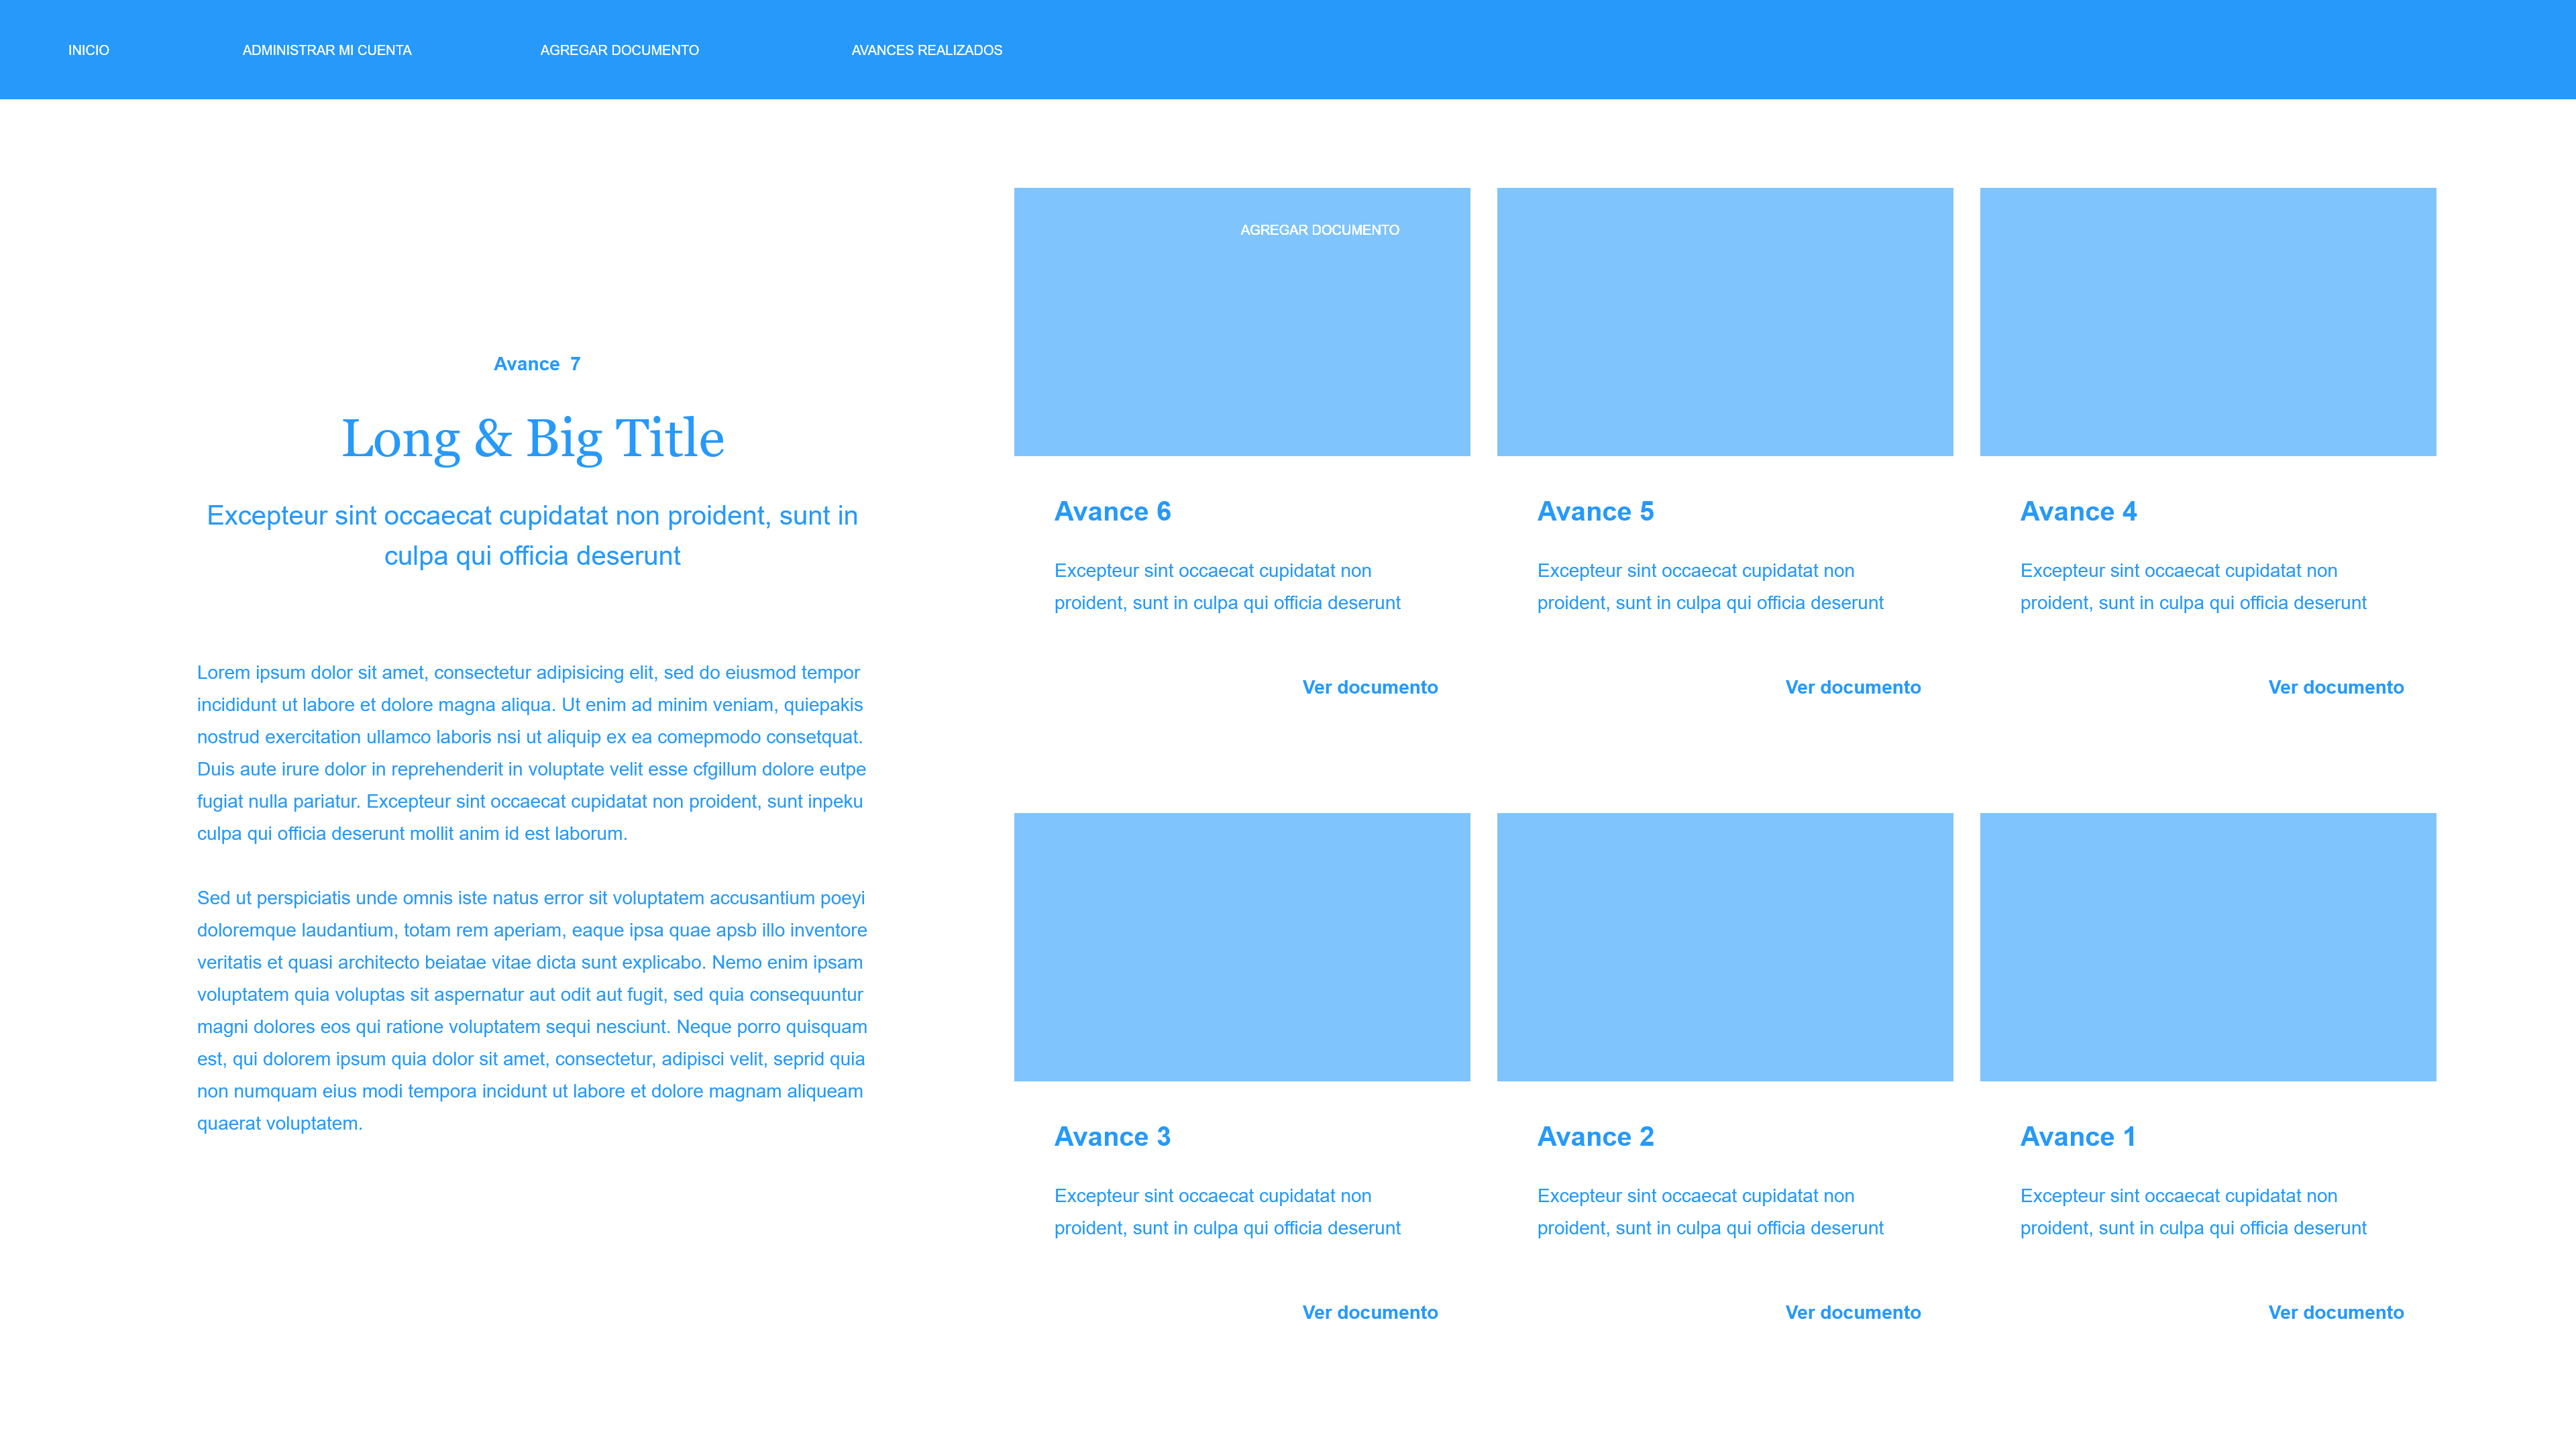 INICIO
ADMINISTRAR MI CUENTA
AGREGAR DOCUMENTO
AVANCES REALIZADOS
Avance 7
Long & Big Title
Excepteur sint occaecat cupidatat non proident, sunt in
culpa qui officia deserunt
Lorem ipsum dolor sit amet, consectetur adipisicing elit, sed do eiusmod tempor
incididunt ut labore et dolore magna aliqua. Ut enim ad minim veniam, quiepakis
nostrud exercitation ullamco laboris nsi ut aliquip ex ea comepmodo consetquat.
Duis aute irure dolor in reprehenderit in voluptate velit esse cfgillum dolore eutpe
fugiat nulla pariatur. Excepteur sint occaecat cupidatat non proident, sunt inpeku
culpa qui officia deserunt mollit anim id est laborum.
Sed ut perspiciatis unde omnis iste natus error sit voluptatem accusantium poeyi
doloremque laudantium, totam rem aperiam, eaque ipsa quae apsb illo inventore
veritatis et quasi architecto beiatae vitae dicta sunt explicabo. Nemo enim ipsam
voluptatem quia voluptas sit aspernatur aut odit aut fugit, sed quia consequuntur
magni dolores eos qui ratione voluptatem sequi nesciunt. Neque porro quisquam
est, qui dolorem ipsum quia dolor sit amet, consectetur, adipisci velit, seprid quia
non numquam eius modi tempora incidunt ut labore et dolore magnam aliqueam
quaerat voluptatem.
AGREGAR DOCUMENTO
Avance 6
Excepteur sint occaecat cupidatat non
proident, sunt in culpa qui officia deserunt
Ver documento
Avance 5
Excepteur sint occaecat cupidatat non
proident, sunt in culpa qui officia deserunt
Ver documento
Avance 4
Excepteur sint occaecat cupidatat non
proident, sunt in culpa qui officia deserunt
Ver documento
Avance 3
Excepteur sint occaecat cupidatat non
proident, sunt in culpa qui officia deserunt
Ver documento
Avance 2
Excepteur sint occaecat cupidatat non
proident, sunt in culpa qui officia deserunt
Ver documento
Avance 1
Excepteur sint occaecat cupidatat non
proident, sunt in culpa qui officia deserunt
Ver documento